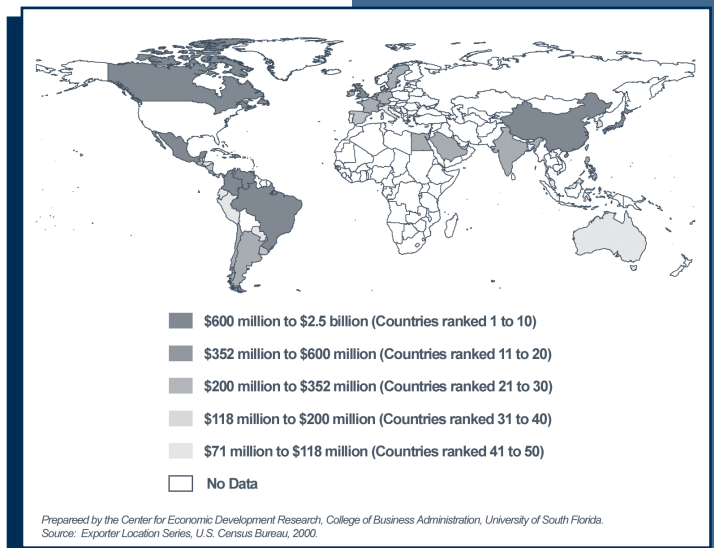 $600 million to $2.5 billion (Countries ranked 1 to 10)
$352 million to $600 million (Countries ranked 11 to 20)
$200 million to $352 million (Countries ranked 21 to 30)
$118 million to $200 million (Countries ranked 31 to 40)
$71 million to $118 million (Countries ranked 41 to 50)
No Data
Prepareed by the Center for Economic Development Research, College of Business Administration, University of South Florida.
Source: Exporter Location Series, U.S. Census Bureau, 2000.